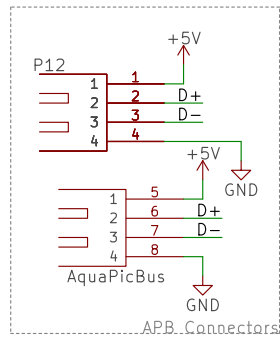 +5V
P12
1 1
2 2 D+
3 3 D-
4 4
GND
+5V
1 5
2 6 D+
3 7 D-
4 8
AquaPicBus
GND
APB Connectors